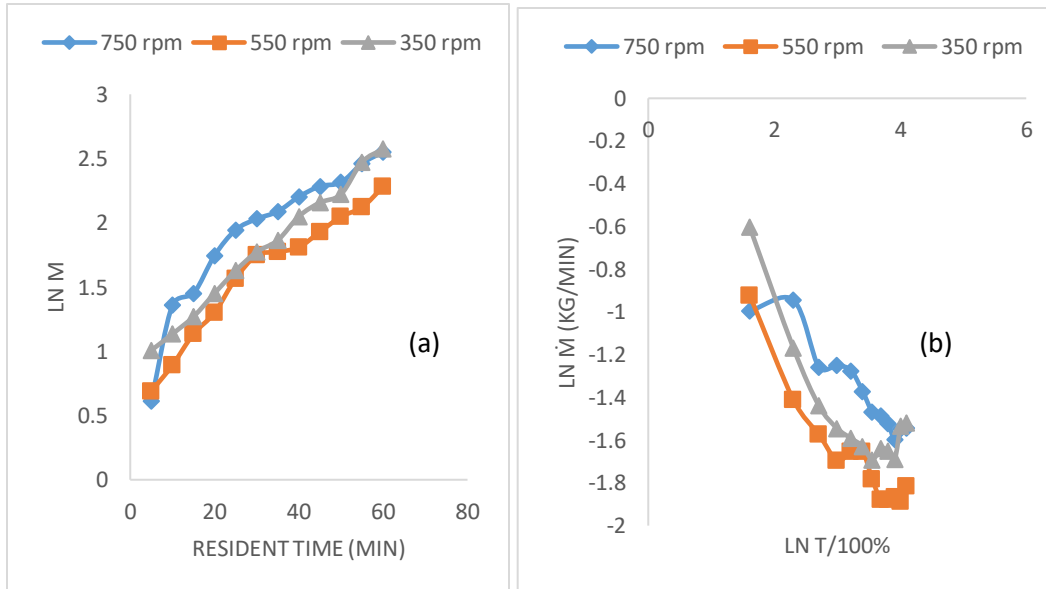 750 rpm 550 rpm 350 rpm
LN M
3
2.5
2
1.5
1
0.5
0
0 20 40 60 80
RESIDENT TIME (MIN)
(a)
750 rpm 550 rpm 350 rpm
LN Ṁ (KG/MIN)
0
-0.2
-0.4
-0.6
-0.8
-1
-1.2
-1.4
-1.6
-1.8
-2
0 2 4 6
LN T/100%
(b)